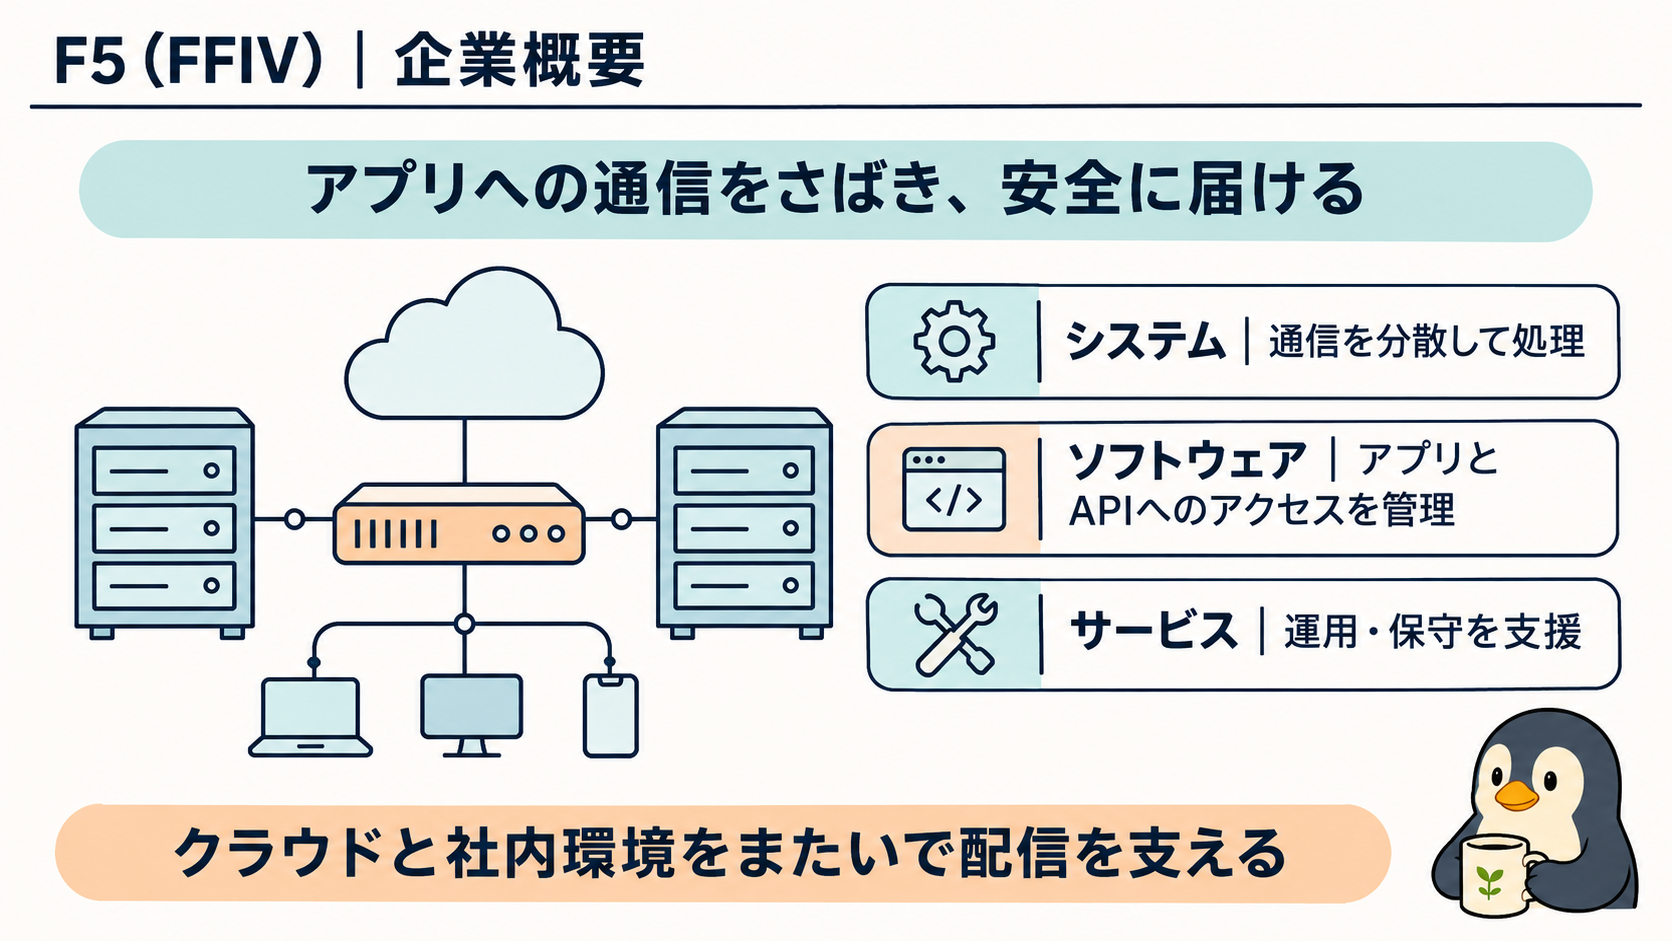 F5（FFIV）｜企業概要
アプリへの通信をさばき、安全に届ける
システム｜通信を分散して処理
ソフトウェア｜アプリと
APIへのアクセスを管理
サービス｜運用・保守を支援
クラウドと社内環境をまたいで配信を支える